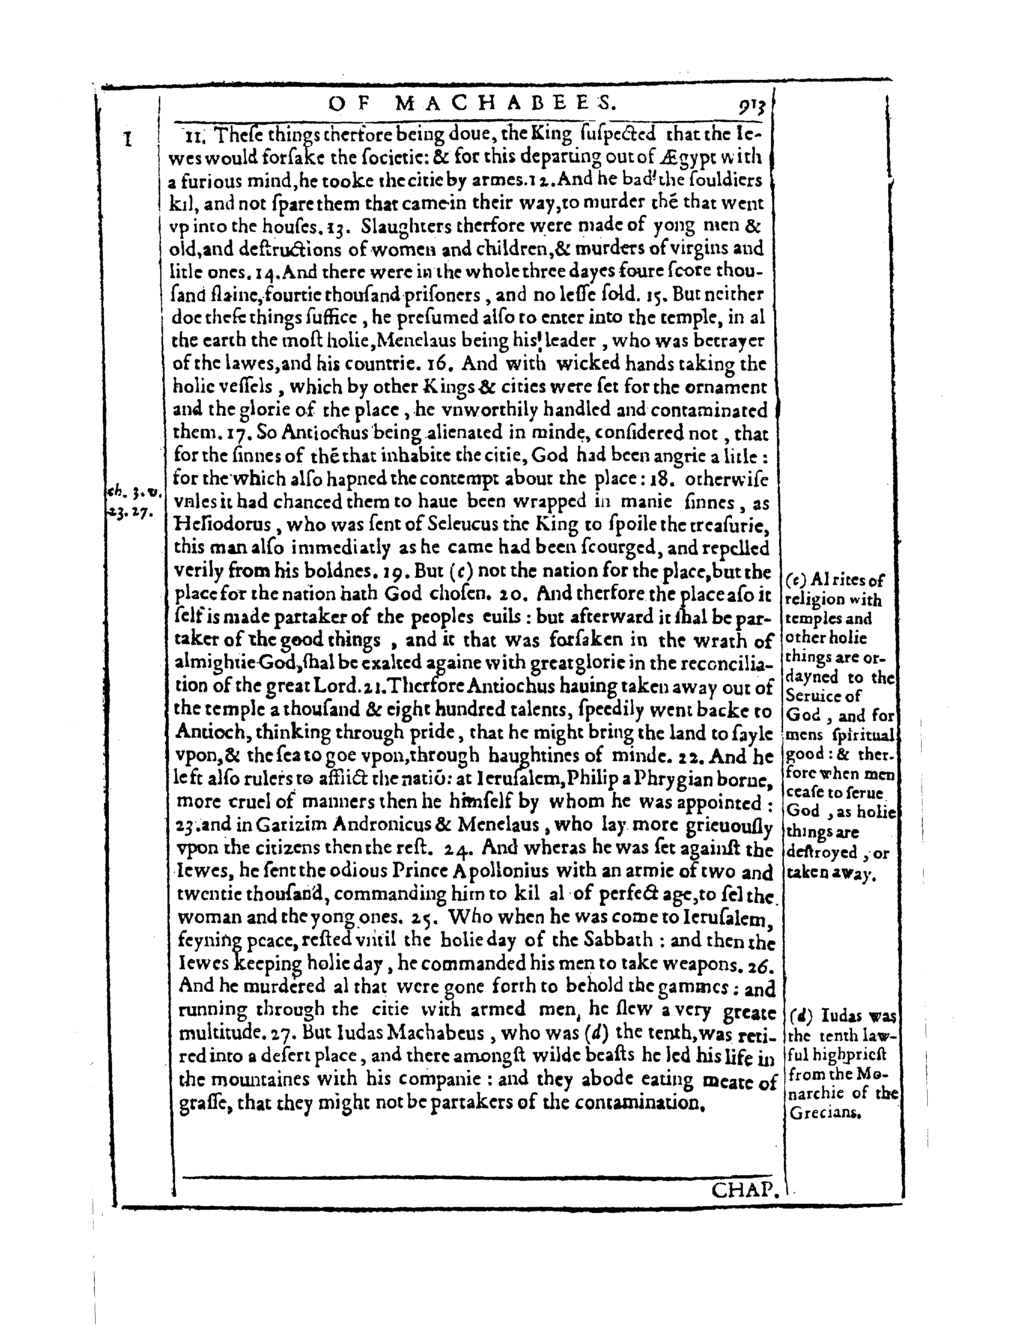 OF MACHABEES. 913
I
11. Theſe things therfore being doue, the King ſuſpected that the Ie-
wes would forſake the ſocietie: & for this departing out of Ægypt with
a furious mind, he tooke the citie by armes. 12. And he bad the ſouldiers
kil, and not ſpare them that came in their way, to murder thē that went
vp into the houſes. 13. Slaughters therfore were made of yong men &
old, and deſtructions of women and children, & murders of virgins and
litle ones. 14. And there were in the whole three dayes foure ſcore thou-
ſand ſlaine, fourtie thouſand priſoners, and no leſſe ſold. 15. But neither
doe theſe things ſuffice, he preſumed alſo to enter into the temple, in al
the earth the moſt holie, Menelaus being his leader, who was betrayer
of the lawes, and his countrie. 16. And with wicked hands taking the
holie veſſels, which by other Kings & cities were ſet for the ornament
and the glorie of the place, he vnworthily handled and contaminated
them. 17. So Antiochus being alienated in minde, conſidered not, that
for the ſinnes of thē that inhabite the citie, God had been angrie a litle:
for the which alſo hapned the contempt about the place: 18. otherwiſe
vnles it had chanced them to haue been wrapped in manie ſinnes, as
Heliodorus, who was ſent of Seleucus the King to ſpoile the treaſurie,
this man alſo immediatly as he came had been ſcourged, and repelled
verily from his boldnes. 19. But (c) not the nation for the place, but the
place for the nation hath God choſen. 20. And therfore the place aſo it
ſelf is made partaker of the peoples euils: but afterward it ſhal be par-
taker of the good things, and it that was forſaken in the wrath of
almightie God, ſhal be exalted againe with great glorie in the reconcilia-
tion of the great Lord. 21. Therfore Antiochus hauing taken away out of
the temple a thouſand & eight hundred talents, ſpeedily went backe to
Antioch, thinking through pride, that he might bring the land to ſayle
vpon, & the ſea to goe vpon, through haughtines of minde. 22. And he
left alſo rulers to afflict the natiō: at Ieruſalem, Philip a Phrygian borne,
more cruel of manners then he himſelf by whom he was appointed:
23. and in Garizim Andronicus & Menelaus, who lay more grieuouſly
vpon the citizens then the reſt. 24. And wheras he was ſet againſt the
Iewes, he ſent the odious Prince Apollonius with an armie of two and
twentie thouſand, commanding him to kil al of perfect age, to ſel the
woman and the yong ones. 25. Who when he was come to Ieruſalem,
feyning peace, reſted vntil the holie day of the Sabbath: and then the
Iewes keeping holie day, he commanded his men to take weapons. 26.
And he murdered al that were gone forth to behold the gammes: and
running through the citie with armed men, he ſlew a very greate
multitude. 27. But Iudas Machabeus, who was (d) the tenth, was reti-
red into a deſert place, and there amongſt wilde beaſts he led his life in
the mountaines with his companie: and they abode eating meate of
graſſe, that they might not be partakers of the contamination.
ch. 3. v.
23. 27.
(c) Al rites of
religion with
temples and
other holie
things are or-
dayned to the
Seruice of
God, and for
mens ſpiritual
good: & ther-
fore when men
ceaſe to ſerue
God, as holie
things are
deſtroyed, or
taken away.
(d) Iudas was
the tenth law-
ful highprieſt
from the Mo-
narchie of the
Grecians.
CHAP.